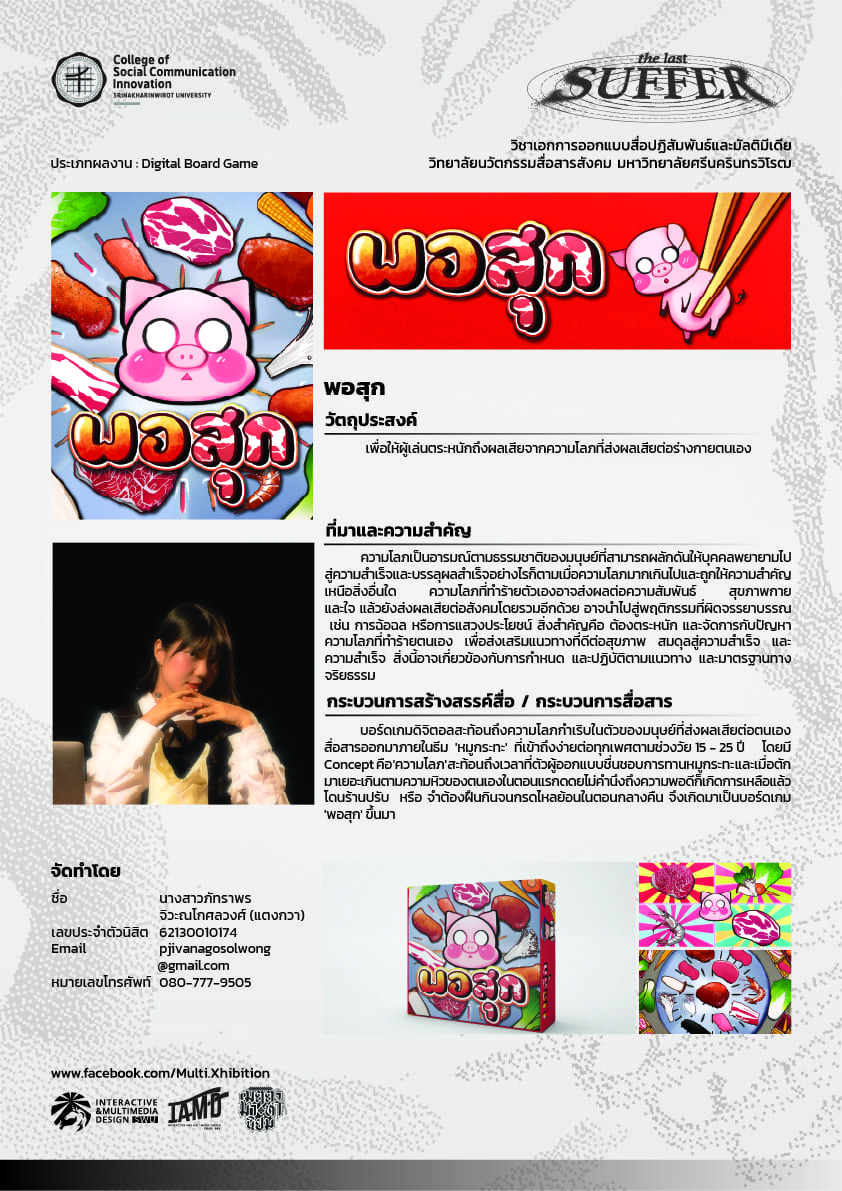 College of
Social Communication
Innovation
SRINAKHARINWIROT UNIVERSITY
the last
SUFFER
วิชาเอกการออกแบบสื่อปฏิสัมพันธ์และมัลติมีเดีย
ประเภทผลงาน : Digital Board Game
วิทยาลัยนวัตกรรมสื่อสารสังคม มหาวิทยาลัยศรีนครินทรวิโรฒ
พอสุก
พอสุก
พอสุก
วัตถุประสงค์
เพื่อให้ผู้เล่นตระหนักถึงผลเสียจากความโลภที่ส่งผลเสียต่อร่างกายตนเอง
ที่มาและความสำคัญ
ความโลภเป็นอารมณ์ตามธรรมชาติของมนุษย์ที่สามารถผลักดันให้บุคคลพยายามไป
สู่ความสำเร็จและบรรลุผลสำเร็จอย่างไรก็ตามเมื่อความโลภมากเกินไปและถูกให้ความสำคัญ
เหนือสิ่งอื่นใด ความโลภที่ทำร้ายตัวเองอาจส่งผลต่อความสัมพันธ์ สุขภาพกาย
และใจ แล้วยังส่งผลเสียต่อสังคมโดยรวมอีกด้วย อาจนำไปสู่พฤติกรรมที่ผิดจรรยาบรรณ
เช่น การฉ้อฉล หรือการแสวงประโยชน์ สิ่งสำคัญคือ ต้องตระหนัก และจัดการกับปัญหา
ความโลภที่ทำร้ายตนเอง เพื่อส่งเสริมแนวทางที่ดีต่อสุขภาพ สมดุลสู่ความสำเร็จ และ
ความสำเร็จ สิ่งนี้อาจเกี่ยวข้องกับการกำหนด และปฏิบัติตามแนวทาง และมาตรฐานทาง
จริยธรรม
กระบวนการสร้างสรรค์สื่อ / กระบวนการสื่อสาร
บอร์ดเกมดิจิตอลสะท้อนถึงความโลภกำเริบในตัวของมนุษย์ที่ส่งผลเสียต่อตนเอง
สื่อสารออกมาภายในธีม 'หมูกระทะ' ที่เข้าถึงง่ายต่อทุกเพศตามช่วงวัย 15 - 25 ปี โดยมี
Concept คือ'ความโลภ'สะท้อนถึงเวลาที่ตัวผู้ออกแบบชื่นชอบการทานหมูกระทะและเมื่อตัก
มาเยอะเกินตามความหิวของตนเองในตอนแรกดดยไม่คำนึงถึงความพอดีก็เกิดการเหลือแล้ว
โดนร้านปรับ หรือ จำต้องฝืนกินจนกรดไหลย้อนในตอนกลางคืน จึงเกิดมาเป็นบอร์ดเกม
'พอสุก' ขึ้นมา
จัดทำโดย
ชื่อ นางสาวภัทราพร
จิวะณโกศลวงศ์ (แตงกวา)
เลขประจำตัวนิสิต 62130010174
Email pjivanagosolwong
@gmail.com
หมายเลขโทรศัพท์ 080-777-9505
พอสุก
พอสุก
www.facebook.com/Multi.Xhibition
INTERACTIVE
&MULTIMEDIA
DESIGN SWU
IAMD